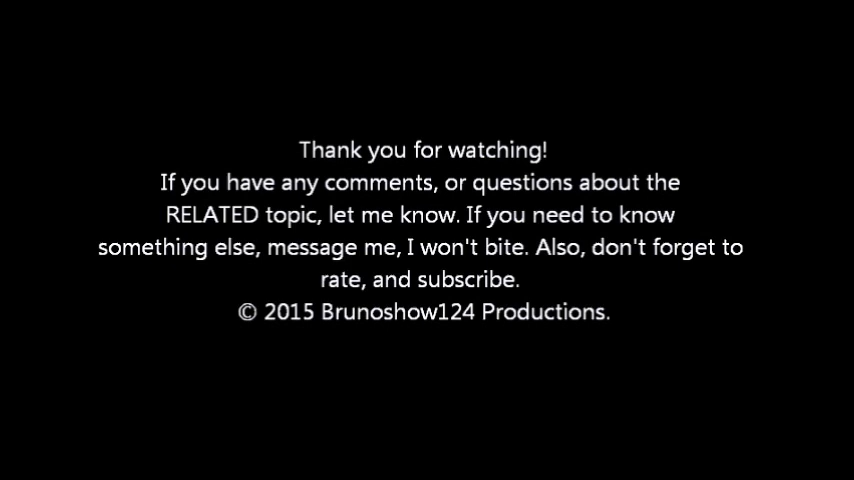 Thank you for watching!
If you have any comments, or questions about the
RELATED topic, let me know. If you need to know
something else, message me, I won't bite. Also, don't forget to
rate, and subscribe.
© 2015 Brunoshow124 Productions.